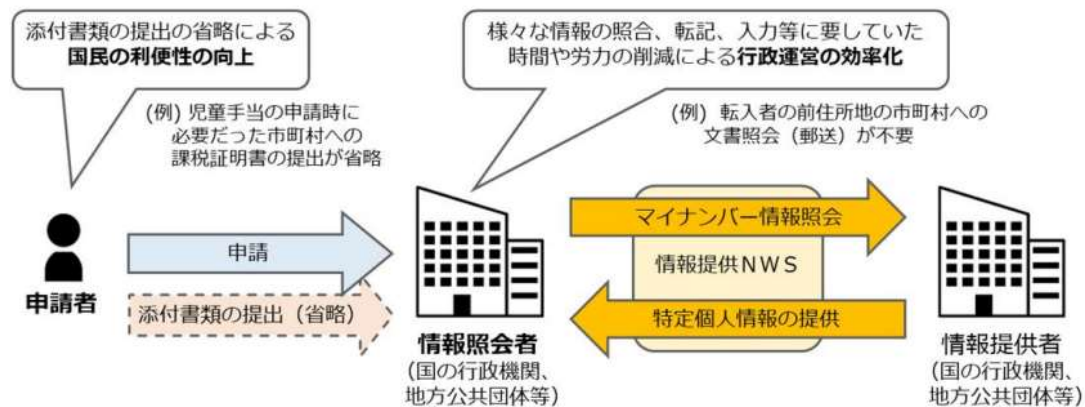 添付書類の提出の省略による
国民の利便性の向上
様々な情報の照合、転記、入力等に要していた
時間や労力の削減による行政運営の効率化
(例) 児童手当の申請時に
必要だった市町村への
課税証明書の提出が省略
(例) 転入者の前住所地の市町村への
文書照会（郵送）が不要
申請者
申請
添付書類の提出（省略）
情報照会者
（国の行政機関、
地方公共団体等）
マイナンバー情報照会
情報提供ＮＷＳ
特定個人情報の提供
情報提供者
（国の行政機関、
地方公共団体等）